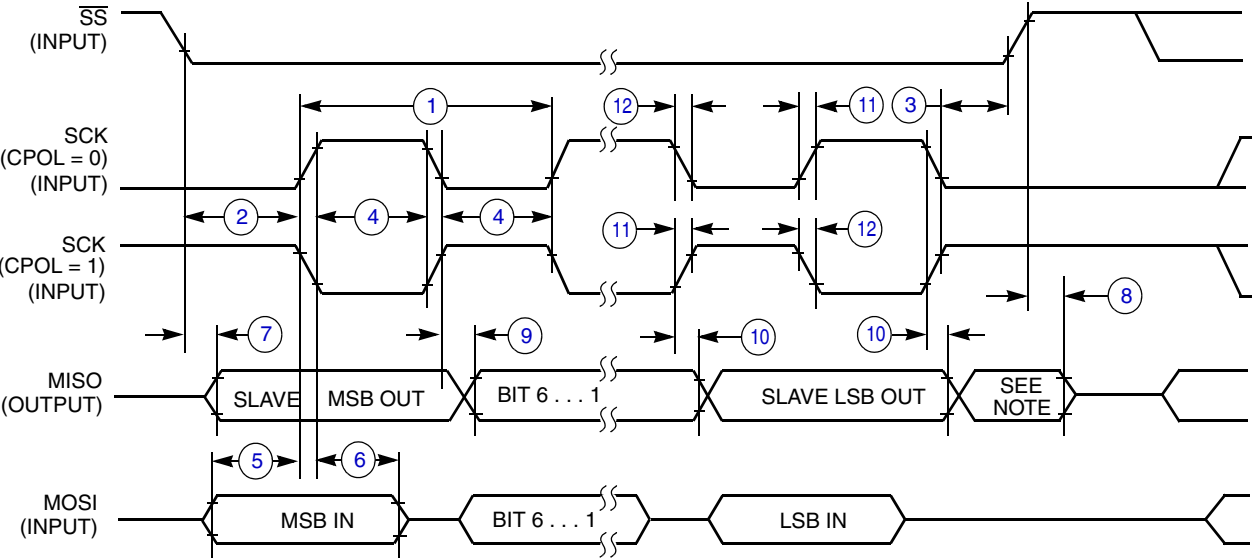 SS
(INPUT)
1
12
11
3
SCK
(CPOL = 0)
(INPUT)
2
4
4
11
12
SCK
(CPOL = 1)
(INPUT)
8
7
9
10
10
MISO
(OUTPUT)
SLAVE
MSB OUT
BIT 6 . . . 1
SLAVE LSB OUT
SEE
NOTE
5
6
MOSI
(INPUT)
MSB IN
BIT 6 . . . 1
LSB IN